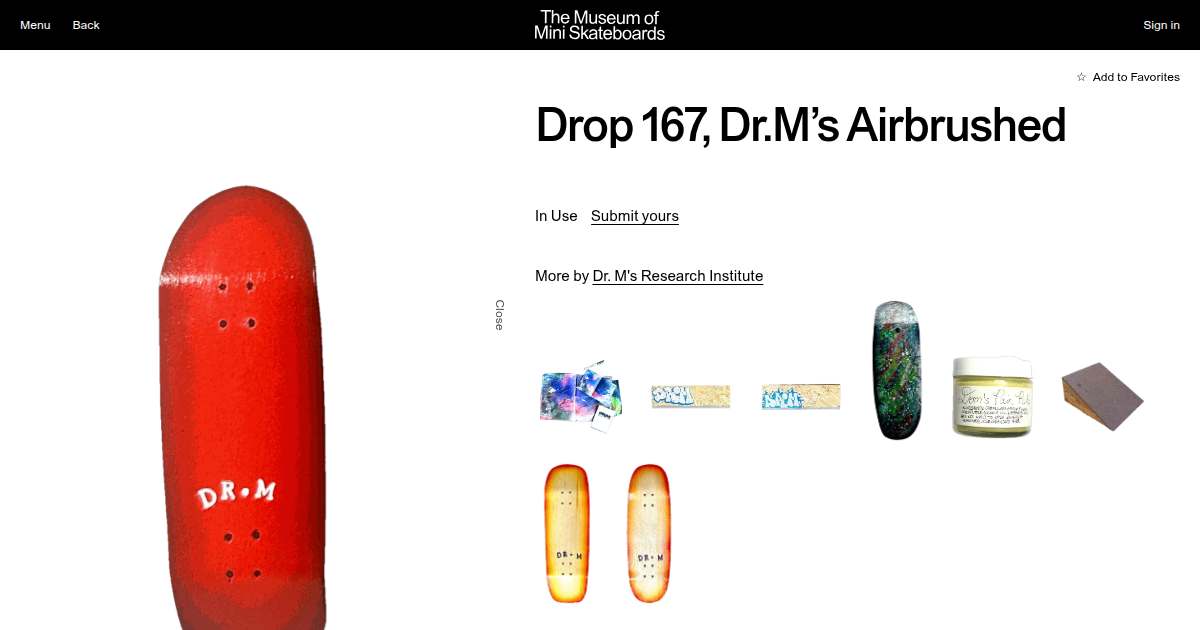 Menu
Back
The Museum of
Mini Skateboards
Sign in
☆ Add to Favorites
Drop 167, Dr.M’s Airbrushed
In Use
Submit yours
More by Dr. M's Research Institute
Close
DR•M
DR•M
DR•M